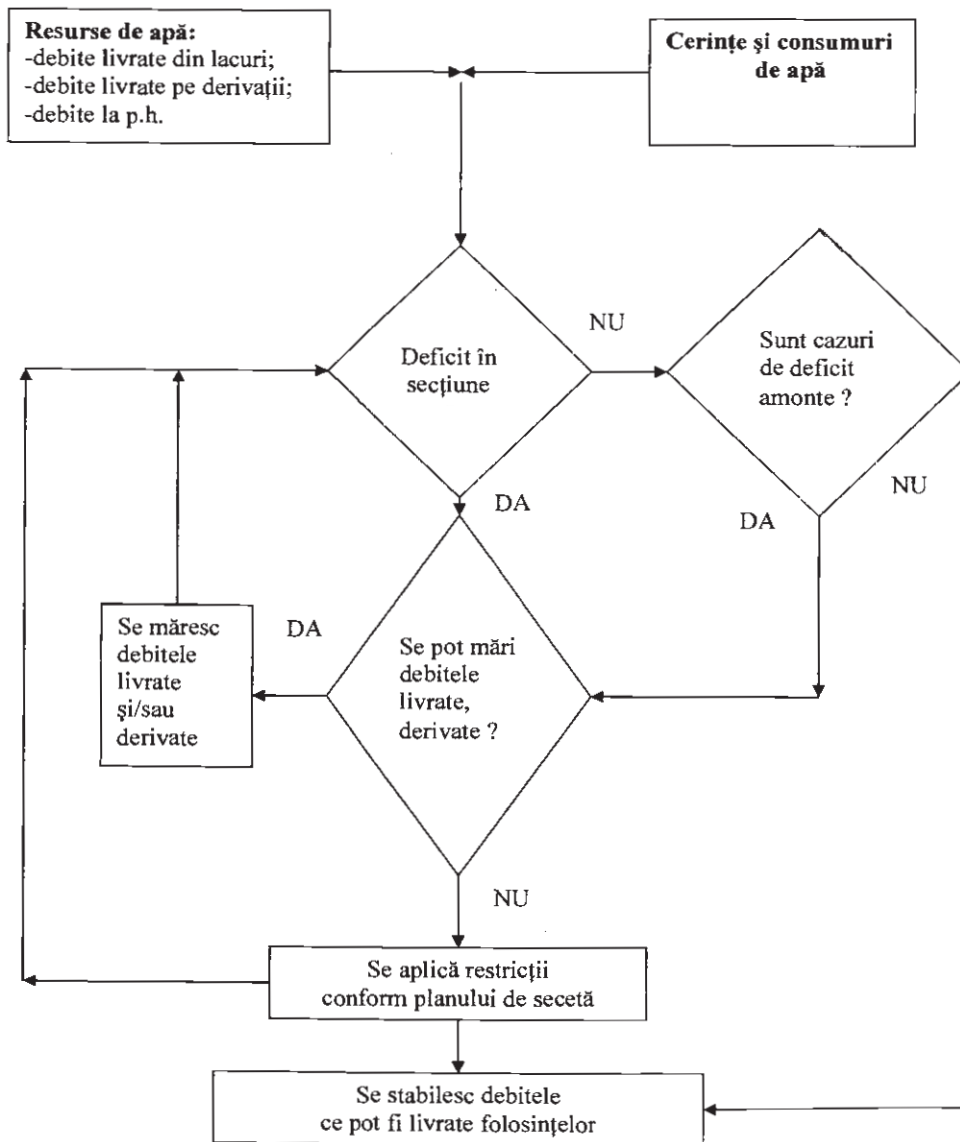 Resurse de apă:
-debite livrate din lacuri;
-debite livrate pe derivații;
-debite la p.h.
Cerințe și consumuri
de apă
Deficit în
secțiune
NU
Sunt cazuri
de deficit
amonte ?
DA
DA
NU
Se măresc
debitele
livrate
și/sau
derivate
DA
Se pot mări
debitele
livrate,
derivate ?
NU
Se aplică restricții
conform planului de secetă
Se stabilesc debitele
ce pot fi livrate folosințelor